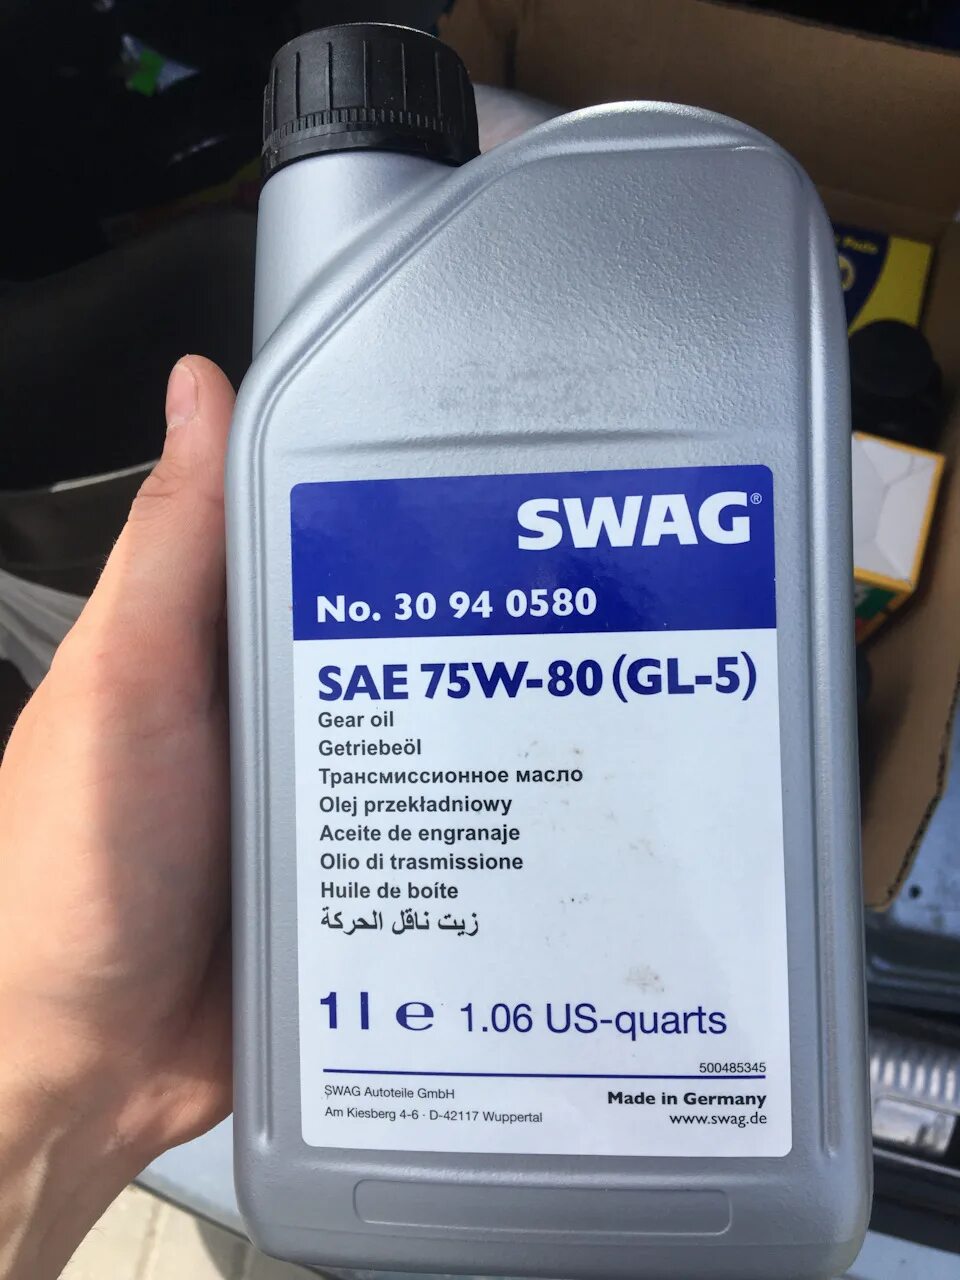 SWAG®
No. 30 94 0580
SAE 75W-80 (GL-5)
Gear oil
Getriebeöl
Трансмиссионное масло
Olej przekładniowy
Aceite de engranaje
Olio di trasmissione
Huile de boîte
زيت ناقل الحركة
1 l ℮ 1.06 US-quarts
500485345
SWAG Autoteile GmbH
Am Kiesberg 4-6 · D-42117 Wuppertal
Made in Germany
www.swag.de